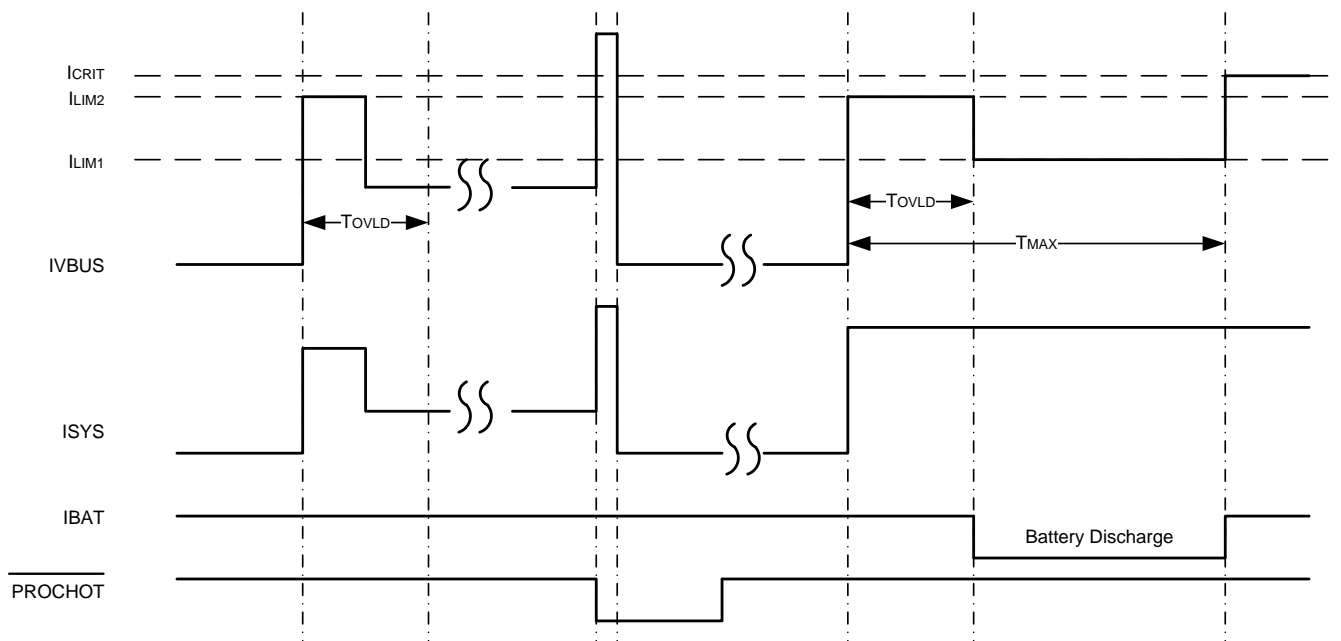 ICRIT
ILIM2
ILIM1
TOVLD
TOVLD
TMAX
IVBUS
ISYS
IBAT
Battery Discharge
PROCHOT